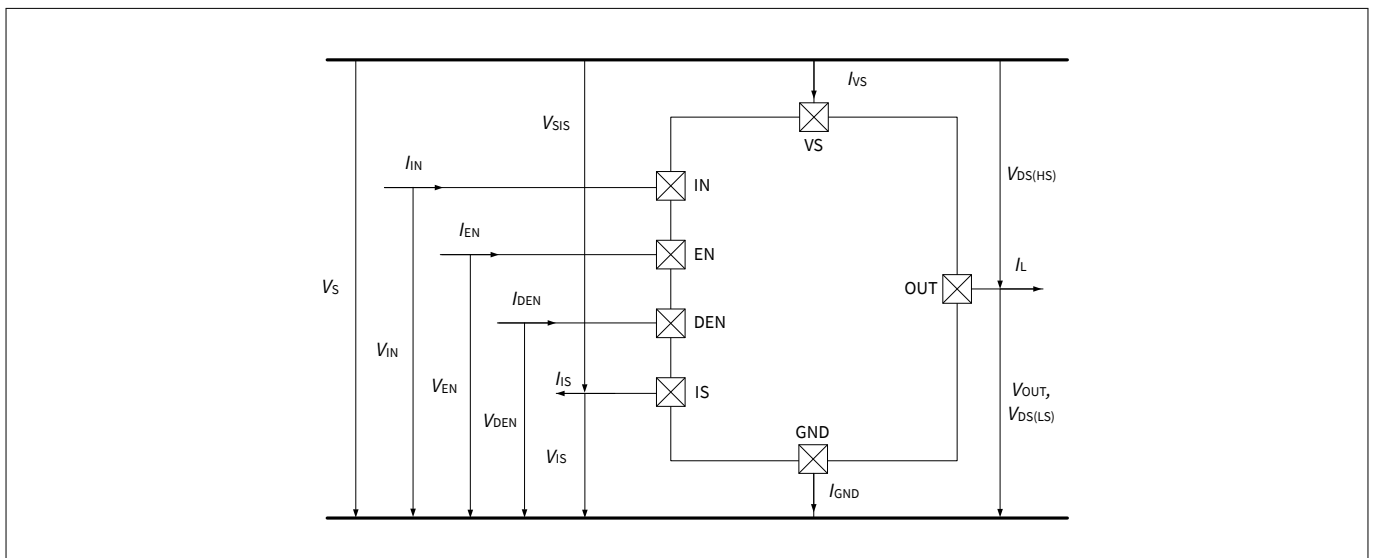 IVS
VSIS
VS
IIN
IN
VDS(HS)
IEN
EN
IL
VS
OUT
IDEN
DEN
VIN
VEN
IIS
IS
VOUT,
VDS(LS)
VDEN
GND
VIS
IGND